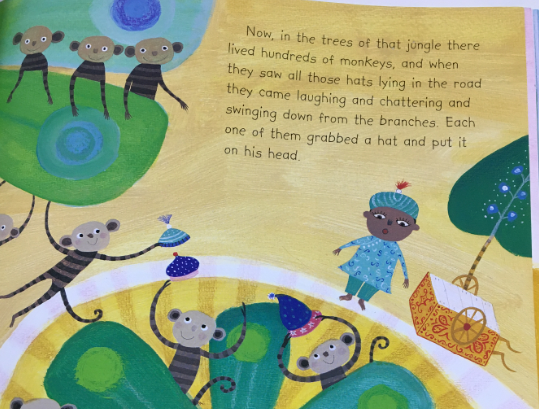 Now, in the trees of that jungle there
lived hundreds of monkeys, and when
they saw all those hats lying in the road
they came laughing and chattering and
swinging down from the branches. Each
one of them grabbed a hat and put it
on his head.